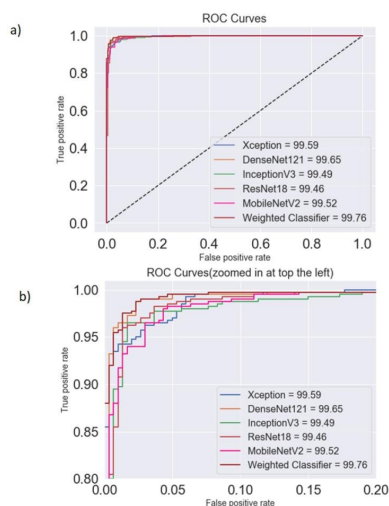 a)
ROC Curves
1.0
0.8
0.6
0.4
0.2
0.0
True positive rate
Xception = 99.59
DenseNet121 = 99.65
InceptionV3 = 99.49
ResNet18 = 99.46
MobileNetV2 = 99.52
Weighted Classifier = 99.76
0.0 0.2 0.4 0.6 0.8 1.0
False positive rate
b)
ROC Curves(zoomed in at top the left)
1.00
0.95
0.90
0.85
0.80
True positive rate
Xception = 99.59
DenseNet121 = 99.65
InceptionV3 = 99.49
ResNet18 = 99.46
MobileNetV2 = 99.52
Weighted Classifier = 99.76
0.00 0.05 0.10 0.15 0.20
False positive rate